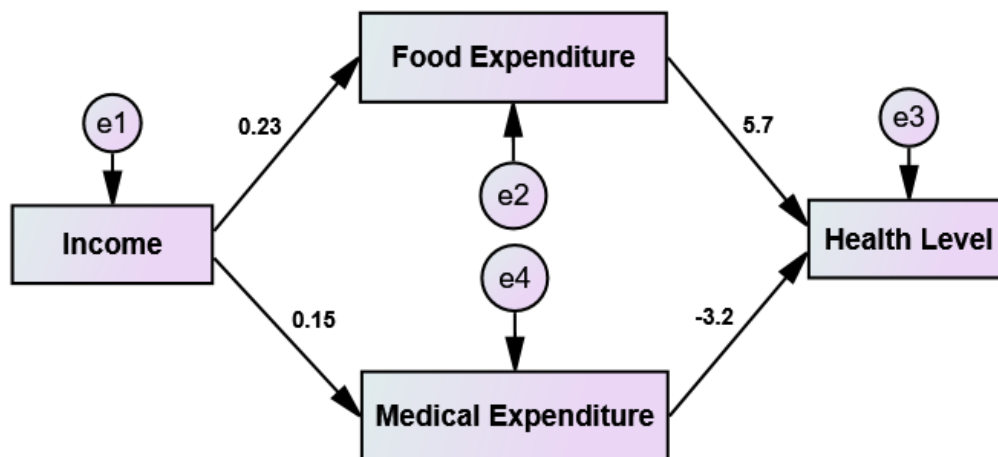 Food Expenditure
e1
0.23
5.7
e3
e2
Income
Health Level
e4
0.15
-3.2
Medical Expenditure